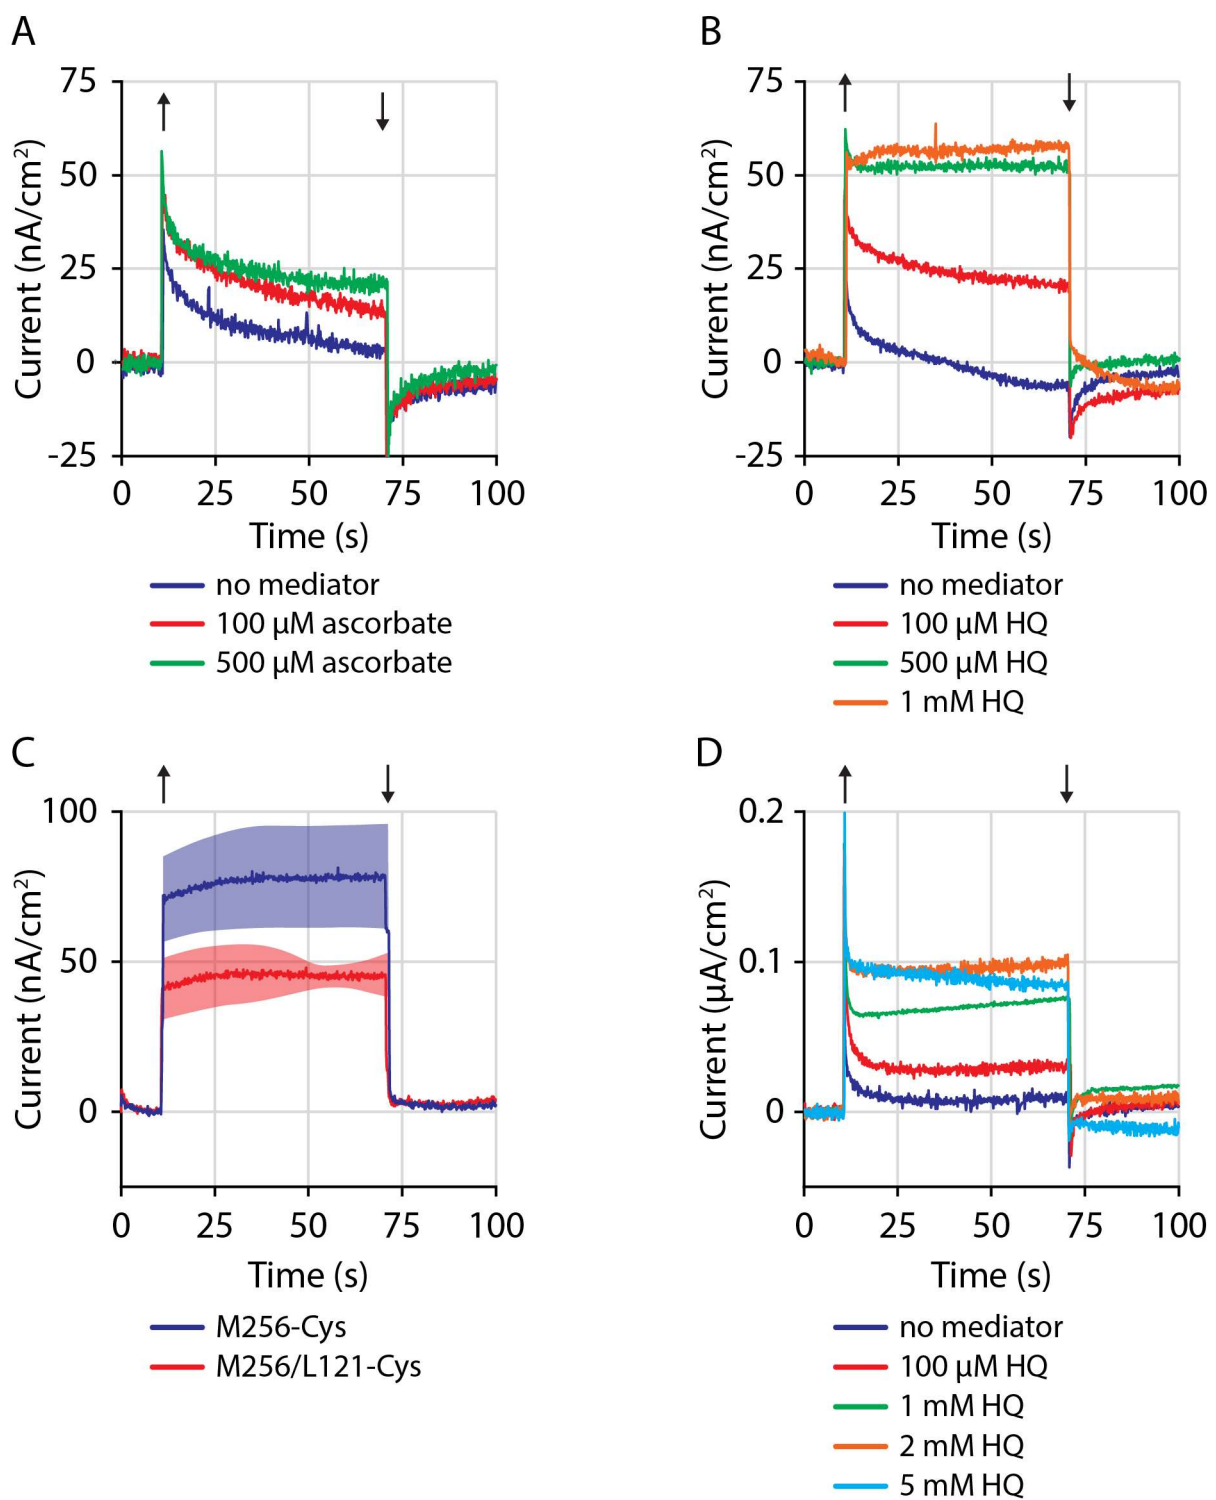 A
75
50
25
0
-25
Current (nA/cm²)
0 25 50 75 100
Time (s)
no mediator
100 µM ascorbate
500 µM ascorbate
B
75
50
25
0
-25
Current (nA/cm²)
0 25 50 75 100
Time (s)
no mediator
100 µM HQ
500 µM HQ
1 mM HQ
C
100
50
0
Current (nA/cm²)
0 25 50 75 100
Time (s)
M256-Cys
M256/L121-Cys
D
0.2
0.1
0
Current (µA/cm²)
0 25 50 75 100
Time (s)
no mediator
100 µM HQ
1 mM HQ
2 mM HQ
5 mM HQ